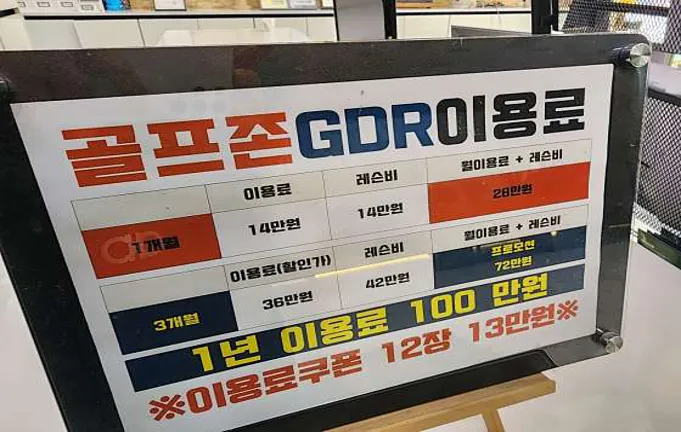 골프존GDR이용료
이용료 레슨비 월이용료 + 레슨비
1개월 14만원 14만원 28만원
이용료(할인가) 레슨비 월이용료 + 레슨비
3개월 36만원 42만원 프로모션
72만원
1년 이용료 100 만원
※이용료쿠폰 12장 13만원※